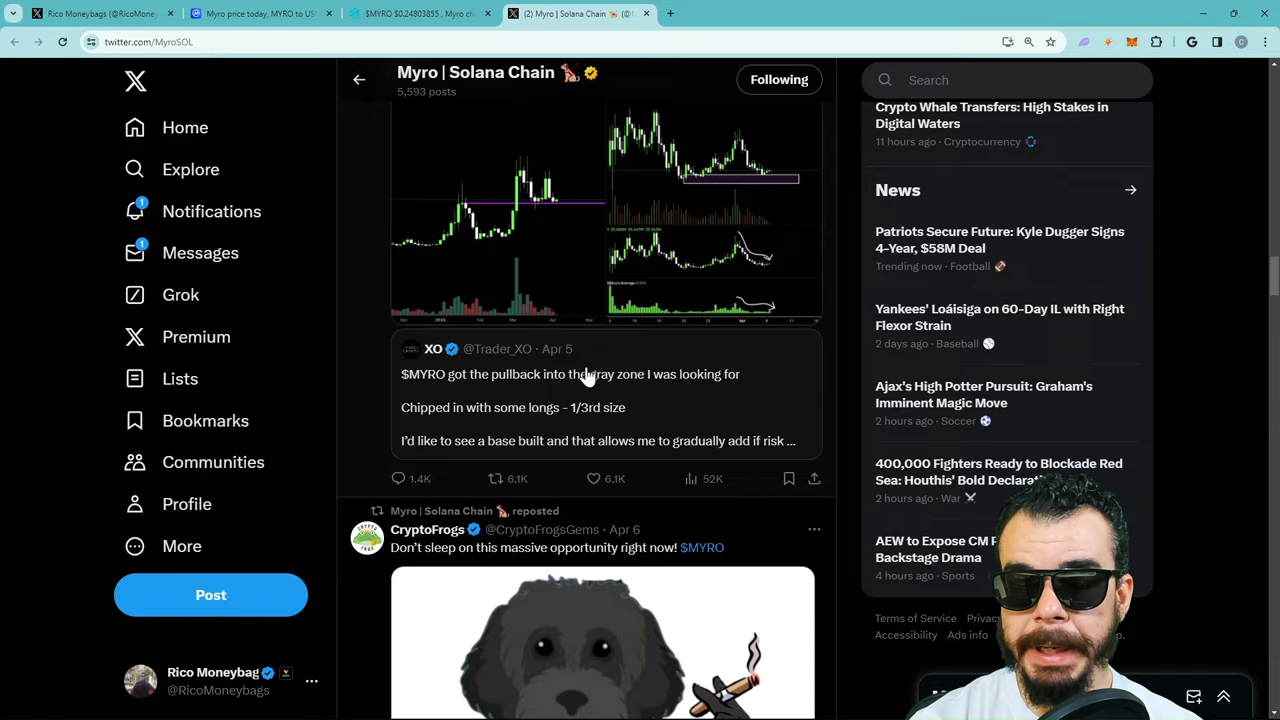 Rico Moneybags (@RicoMoney
Myro price today, MYRO to US
$MYRO $0.24803855 , Myro ch
(2) Myro | Solana Chain
twitter.com/MyroSOL
Home
Explore
1
Notifications
1
Messages
Grok
Premium
Lists
Bookmarks
Communities
Profile
More
Post
Rico Moneybag
@RicoMoneybags
Myro | Solana Chain
5,593 posts
Following
XO @Trader_XO · Apr 5
$MYRO got the pullback into the gray zone I was looking for
Chipped in with some longs - 1/3rd size
I'd like to see a base built and that allows me to gradually add if risk ...
1.4K 6.1K 6.1K 52K
Myro | Solana Chain reposted
CryptoFrogs @CryptoFrogsGems · Apr 6
Don't sleep on this massive opportunity right now! $MYRO
Search
Crypto Whale Transfers: High Stakes in
Digital Waters
11 hours ago · Cryptocurrency
News
Patriots Secure Future: Kyle Dugger Signs
4-Year, $58M Deal
Trending now · Football
Yankees' Loáisiga on 60-Day IL with Right
Flexor Strain
2 days ago · Baseball
Ajax's High Potter Pursuit: Graham's
Imminent Magic Move
2 hours ago · Soccer
400,000 Fighters Ready to Blockade Red
Sea: Houthis' Bold Declarat
2 hours ago · War
AEW to Expose CM
Backstage Drama
4 hours ago · Sports
Terms of Service Privac
Accessibility Ads info